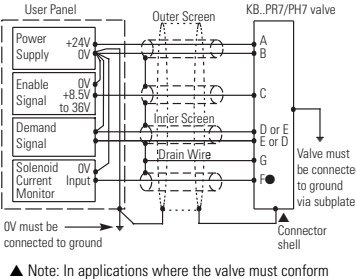 User Panel
Outer Screen
KB..PR7/PH7 valve
Power
Supply
+24V
0V
A
B
Enable
Signal
0V
+8.5V
to 36V
C
Inner Screen
Demand
Signal
D or E
E or D
Drain Wire
G
Solenoid
Current
Monitor
0V
Input
F
Valve must
be connecte
to ground
via subplate
0V must be
connected to ground
Connector
shell
▲ Note: In applications where the valve must conform